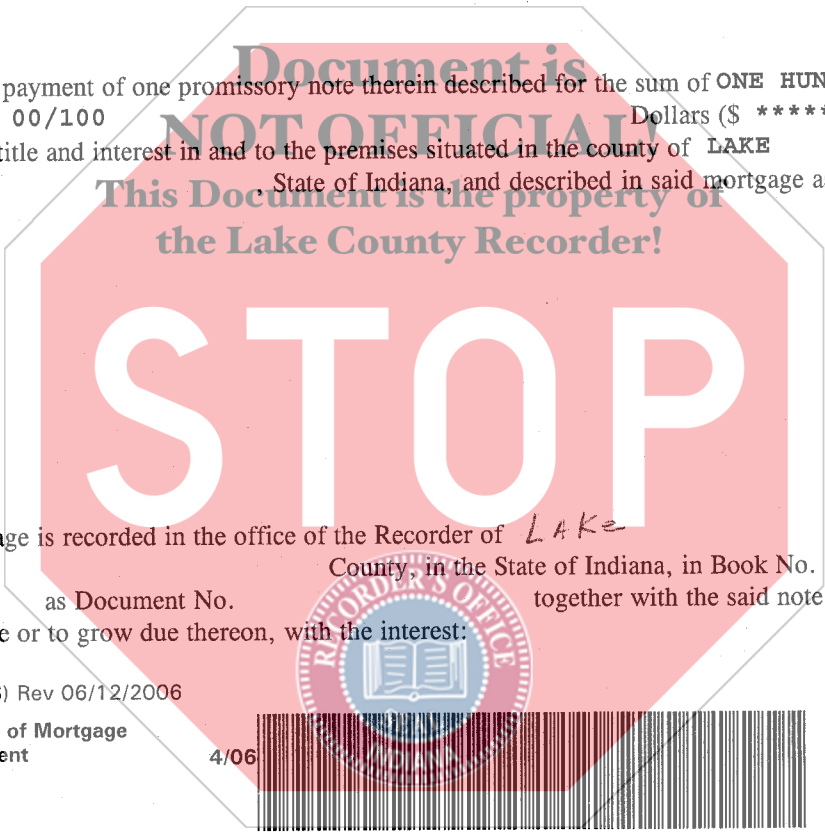 Document is
payment of one promissory note therein described for the sum of ONE HUN
00/100 Dollars ($ *****
NOT OFFICIAL!
title and interest in and to the premises situated in the county of LAKE
, State of Indiana, and described in said mortgage as
This Document is the property of
the Lake County Recorder!
STOP
age is recorded in the office of the Recorder of LAKe
County, in the State of Indiana, in Book No.
as Document No. together with the said note
e or to grow due thereon, with the interest:
RECORDER'S OFFICE
SEAL
INDIANA
) Rev 06/12/2006
of Mortgage
ent 4/06